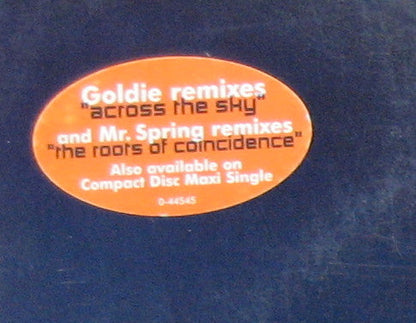 Goldie remixes
"across the sky"
and Mr. Spring remixes
"the roots of coincidence"
Also available on
Compact Disc Maxi Single
0-44545